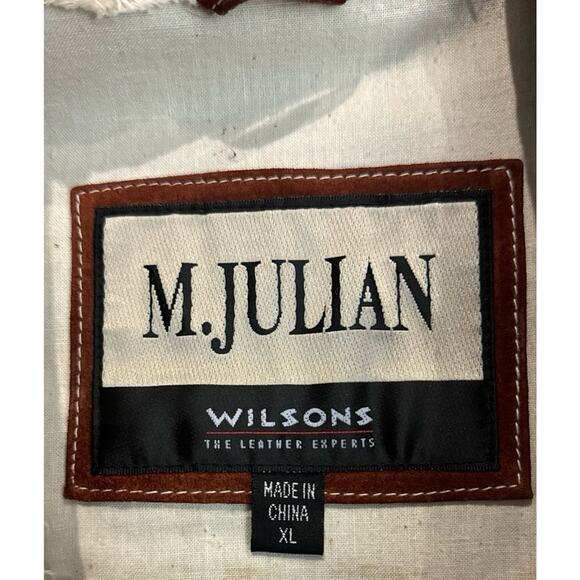 M.JULIAN
WILSONS
THE LEATHER EXPERTS
MADE IN
CHINA
XL